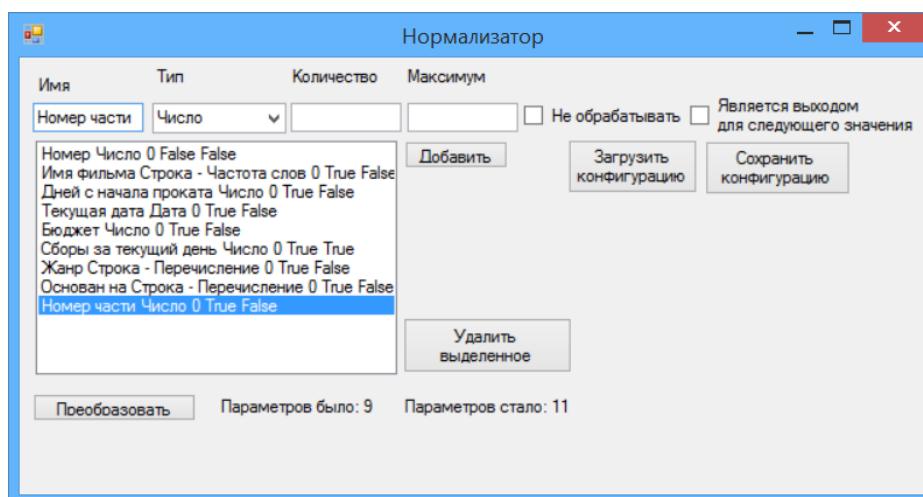 Нормализатор
Имя
Тип
Количество
Максимум
Номер части
Число
Не обрабатывать
Является выходом
для следующего значения
Номер Число 0 False False
Имя фильма Строка - Частота слов 0 True False
Дней с начала проката Число 0 True False
Текущая дата Дата 0 True False
Бюджет Число 0 True False
Сборы за текущий день Число 0 True True
Жанр Строка - Перечисление 0 True False
Основан на Строка - Перечисление 0 True False
Номер части Число 0 True False
Добавить
Загрузить
конфигурацию
Сохранить
конфигурацию
Удалить
выделенное
Преобразовать
Параметров было: 9
Параметров стало: 11